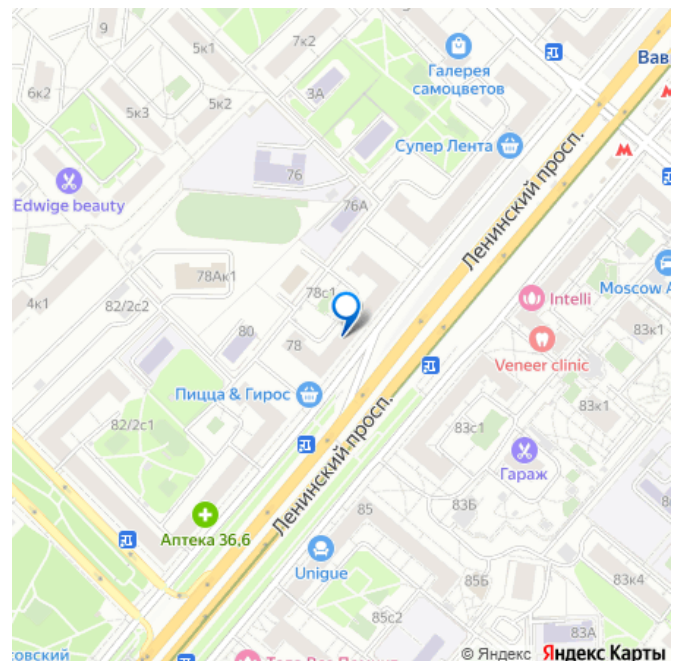 9
5к1
7к2
6к2
5к3
5к2
3А
Галерея
самоцветов
Вав
Супер Лента
76
Edwige beauty
76А
Ленинский просп.
78Ак1
78с1
4к1
82/2с2
80
78
Intelli
Moscow A
83к1
Veneer clinic
Пицца & Гирос
82/2с1
83к1
83с1
Гараж
Ленинский просп.
83Б
85
Аптека 36,6
Unigue
85Б
83к4
85с2
83А
© Яндекс Яндекс Карты